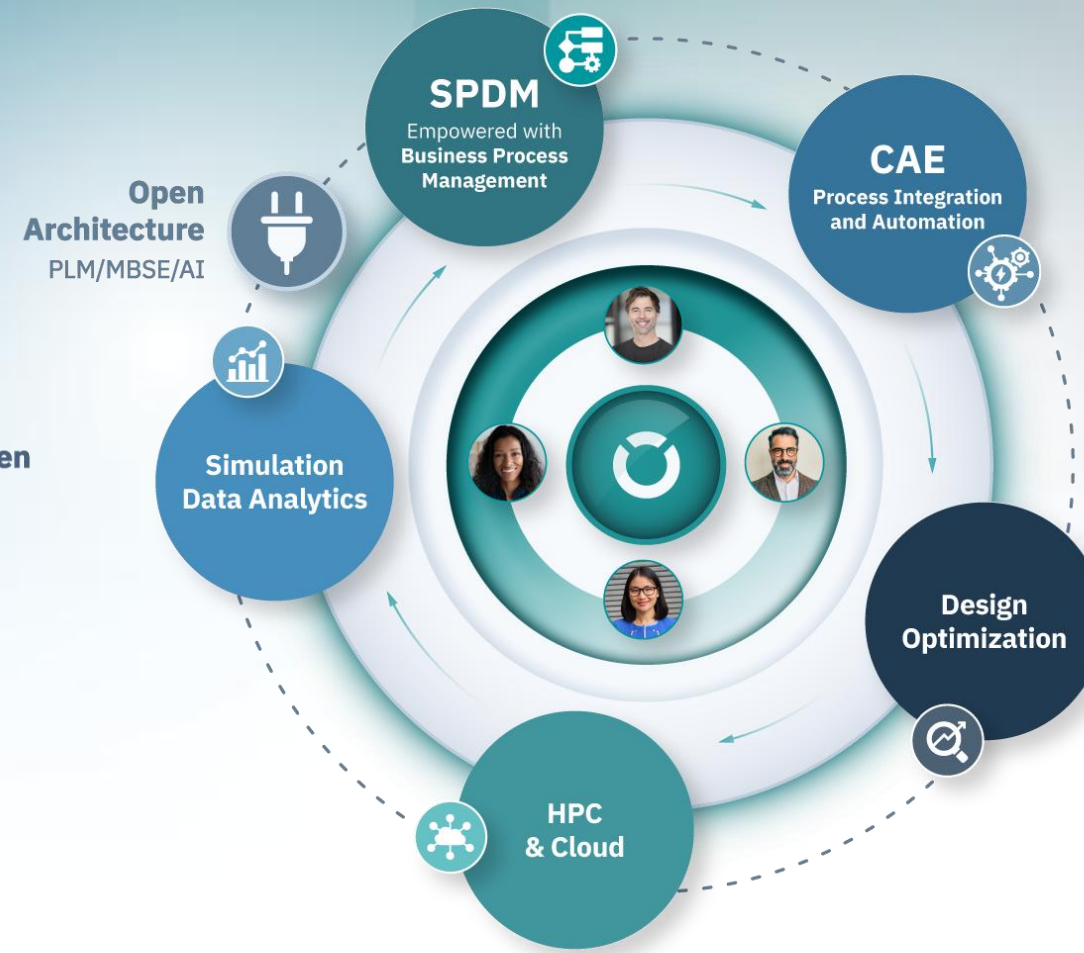 SPDM
Empowered with
Business Process
Management
CAE
Process Integration
and Automation
Open
Architecture
PLM/MBSE/AI
en
Simulation
Data Analytics
Design
Optimization
HPC
& Cloud